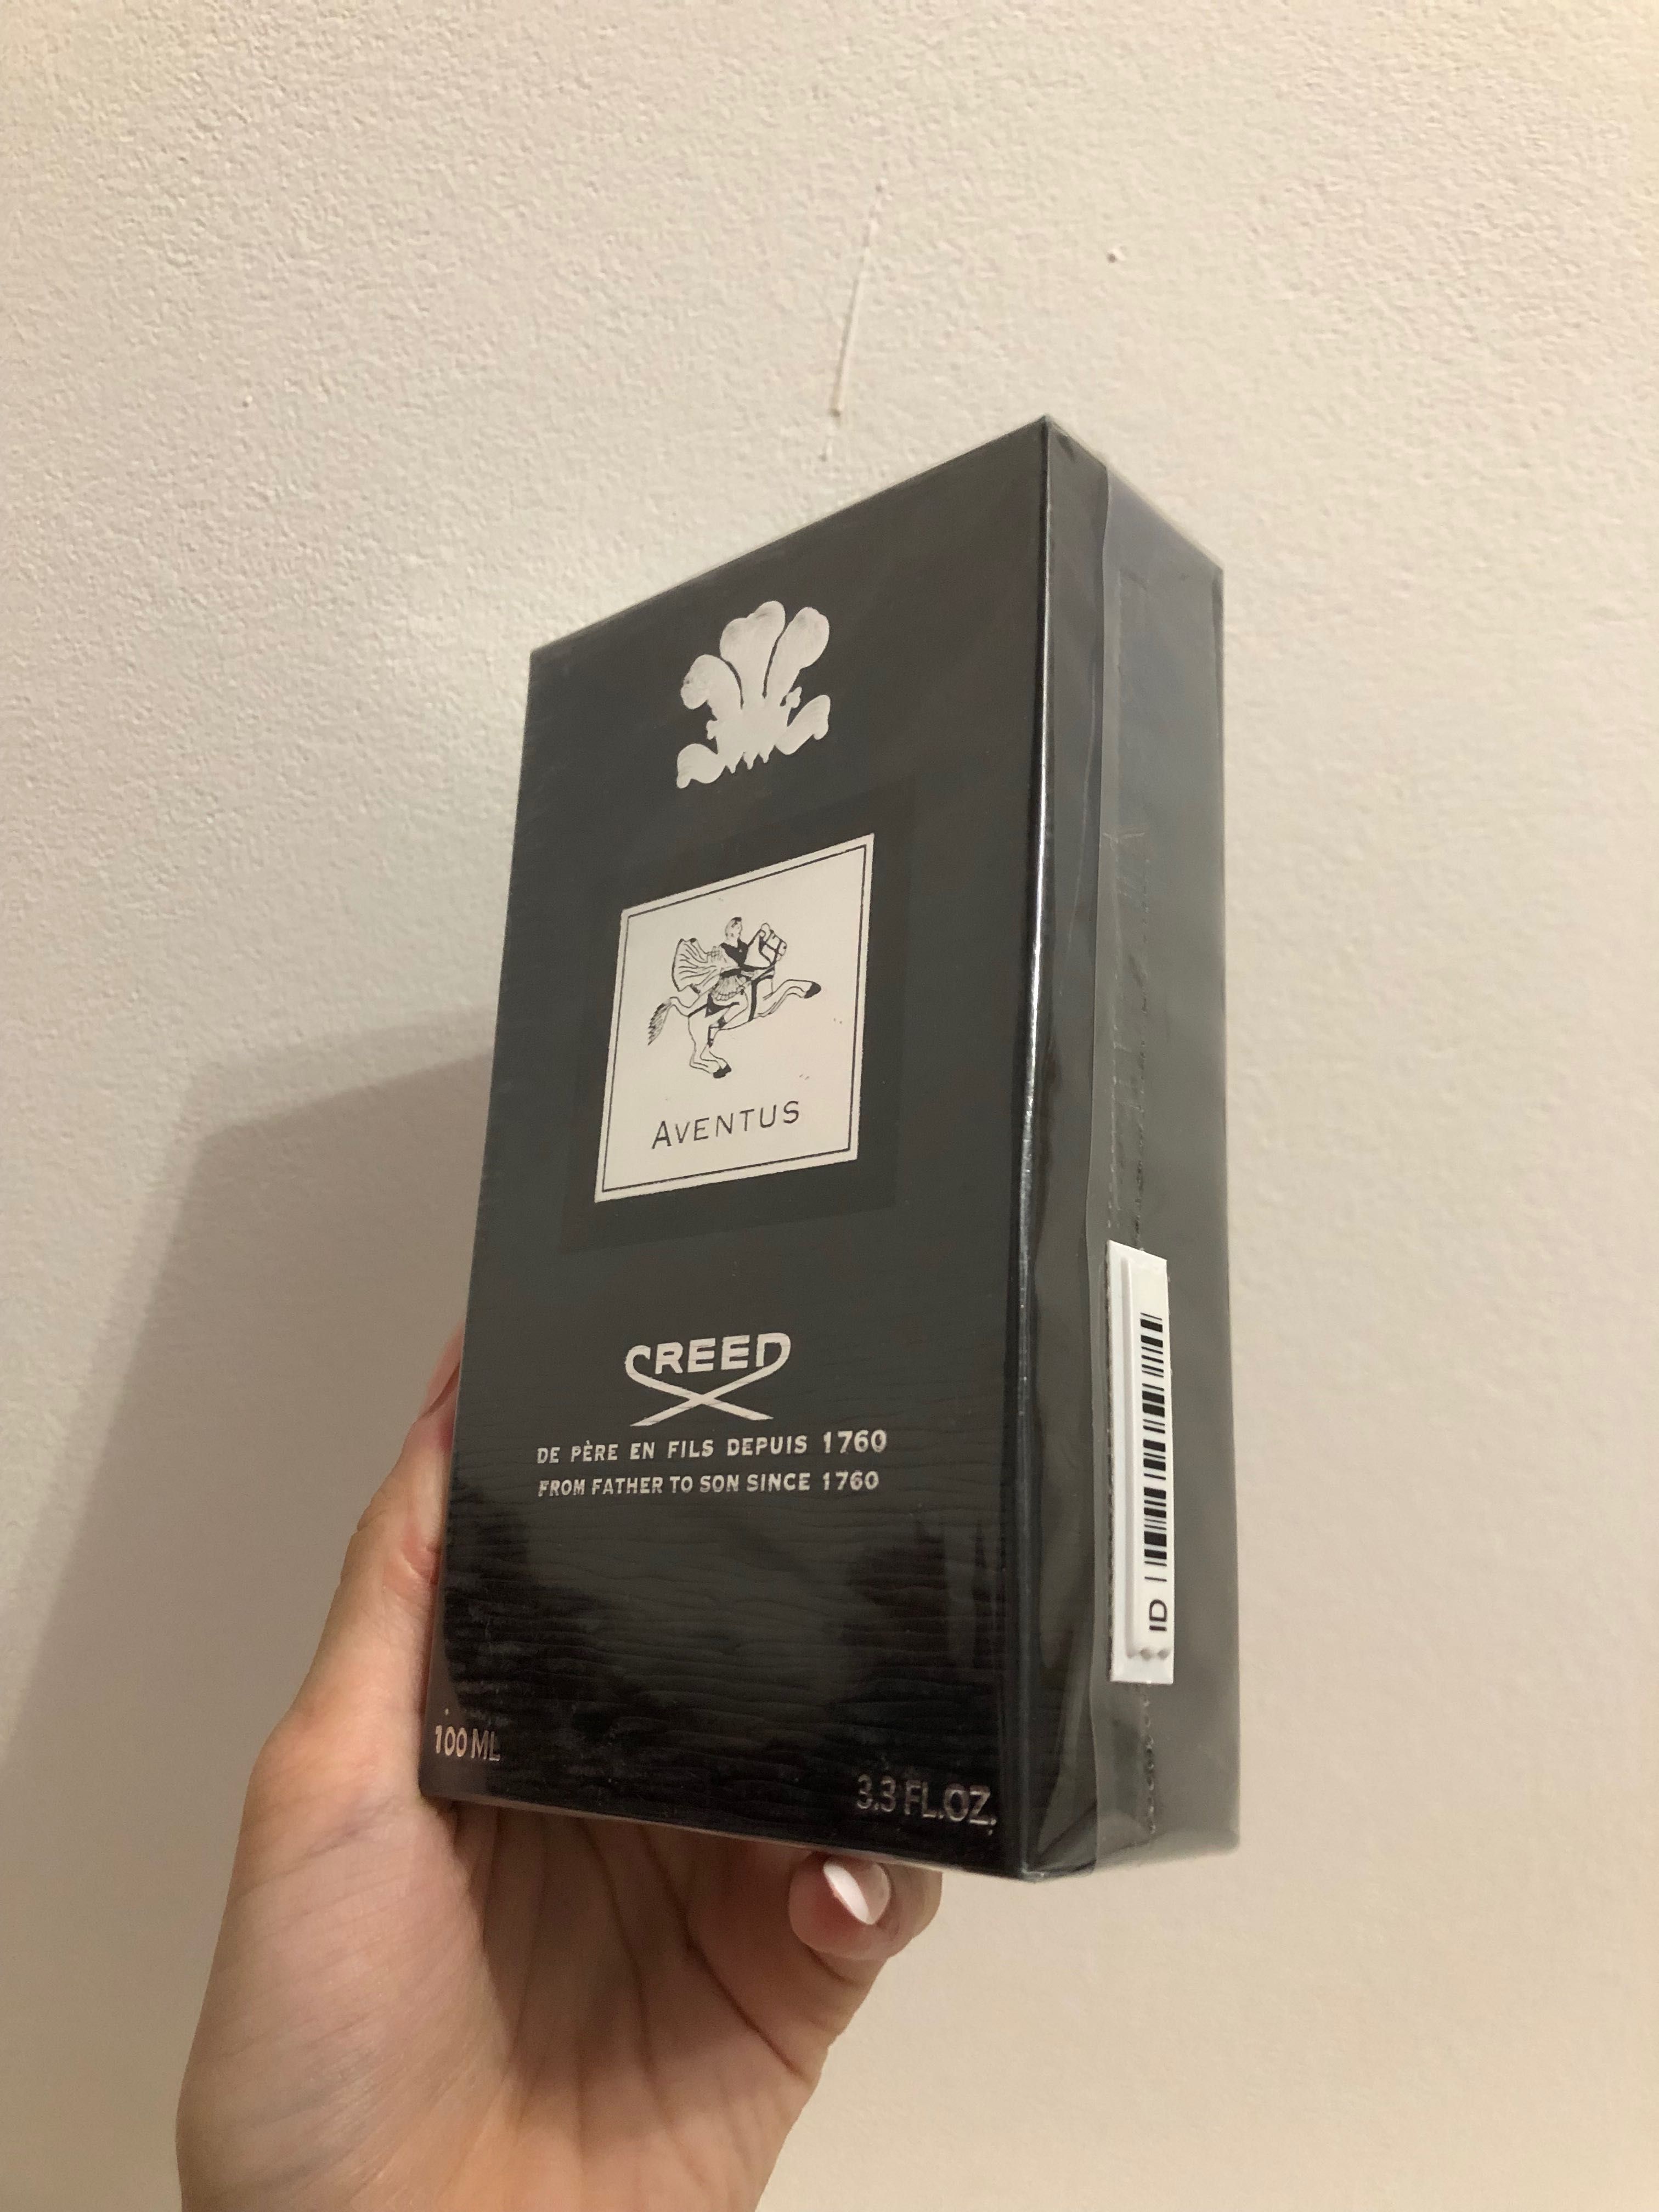 AVENTUS
CREED
DE PÈRE EN FILS DEPUIS 1760
FROM FATHER TO SON SINCE 1760
100 ML
3.3 FL.OZ.
ID